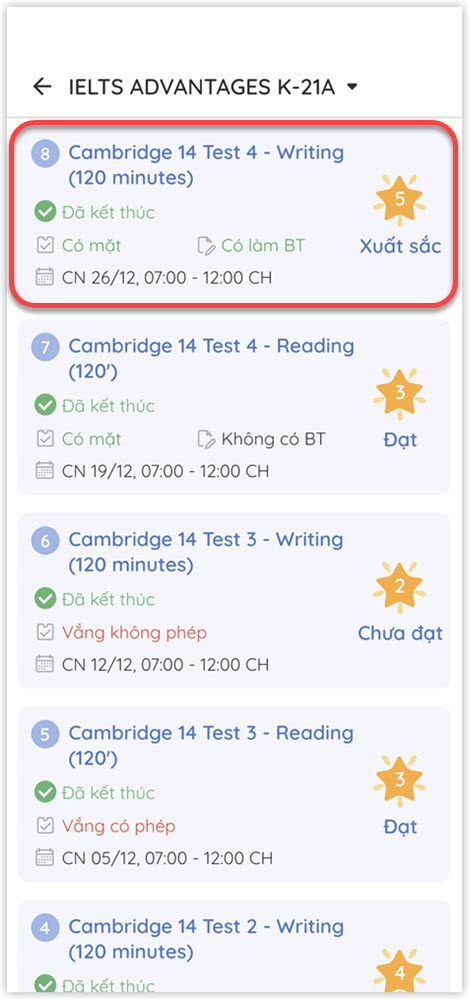 IELTS ADVANTAGES K-21A
8
Cambridge 14 Test 4 - Writing
(120 minutes)
5
Đã kết thúc
Có mặt
Có làm BT
Xuất sắc
CN 26/12, 07:00 - 12:00 CH
7
Cambridge 14 Test 4 - Reading
(120')
3
Đã kết thúc
Có mặt
Không có BT
Đạt
CN 19/12, 07:00 - 12:00 CH
6
Cambridge 14 Test 3 - Writing
(120 minutes)
2
Đã kết thúc
Vắng không phép
Chưa đạt
CN 12/12, 07:00 - 12:00 CH
5
Cambridge 14 Test 3 - Reading
(120')
3
Đã kết thúc
Vắng có phép
Đạt
CN 05/12, 07:00 - 12:00 CH
4
Cambridge 14 Test 2 - Writing
(120 minutes)
4
Đã kết thúc